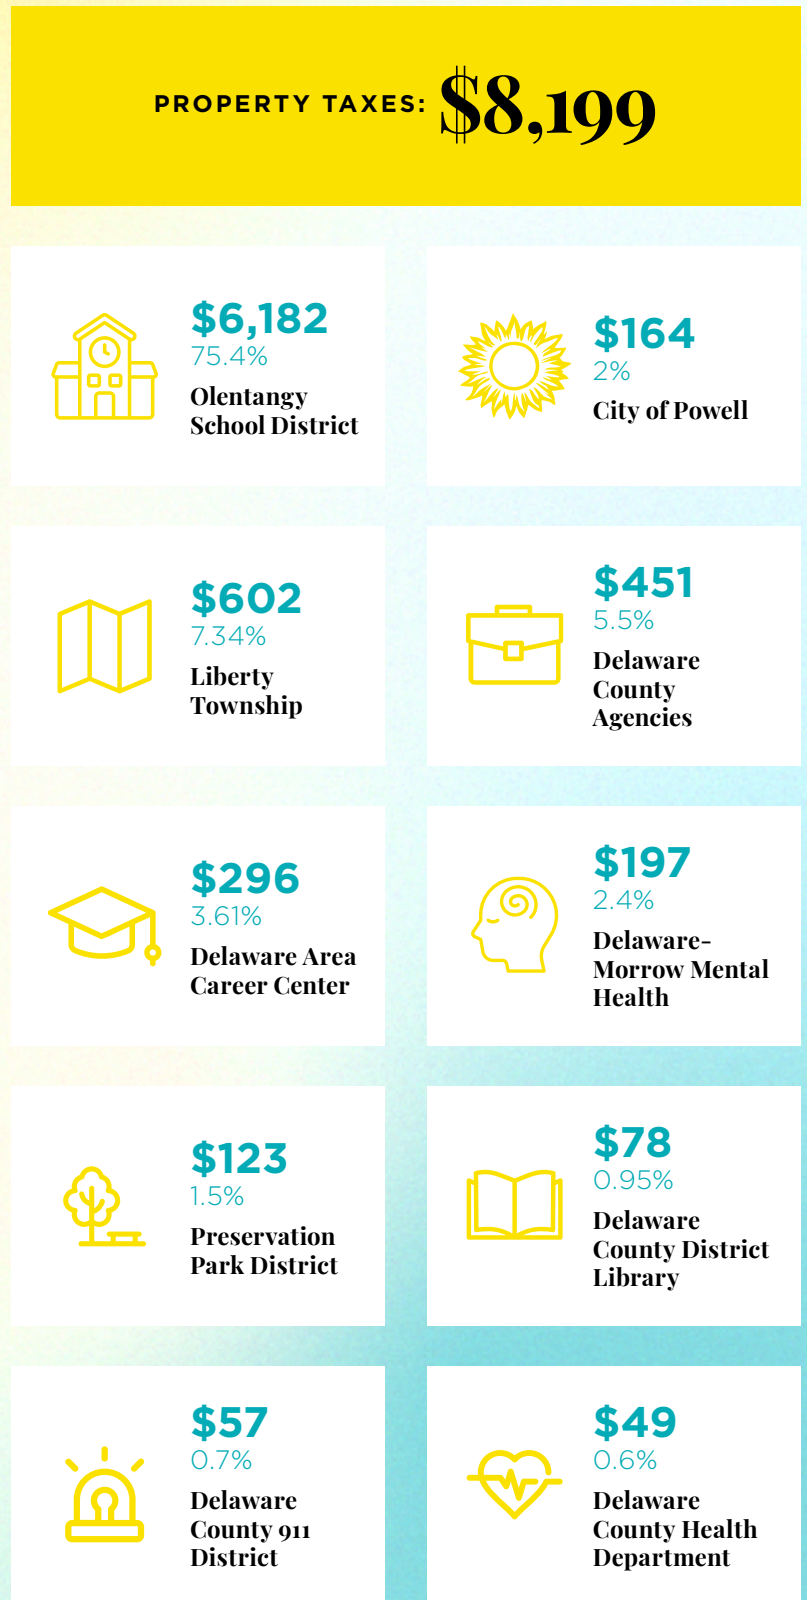 PROPERTY TAXES: $8,199
$6,182
75.4%
Olentangy
School District
$164
2%
City of Powell
$602
7.34%
Liberty
Township
$451
5.5%
Delaware
County
Agencies
$296
3.61%
Delaware Area
Career Center
$197
2.4%
Delaware-
Morrow Mental
Health
$123
1.5%
Preservation
Park District
$78
0.95%
Delaware
County District
Library
$57
0.7%
Delaware
County 911
District
$49
0.6%
Delaware
County Health
Department